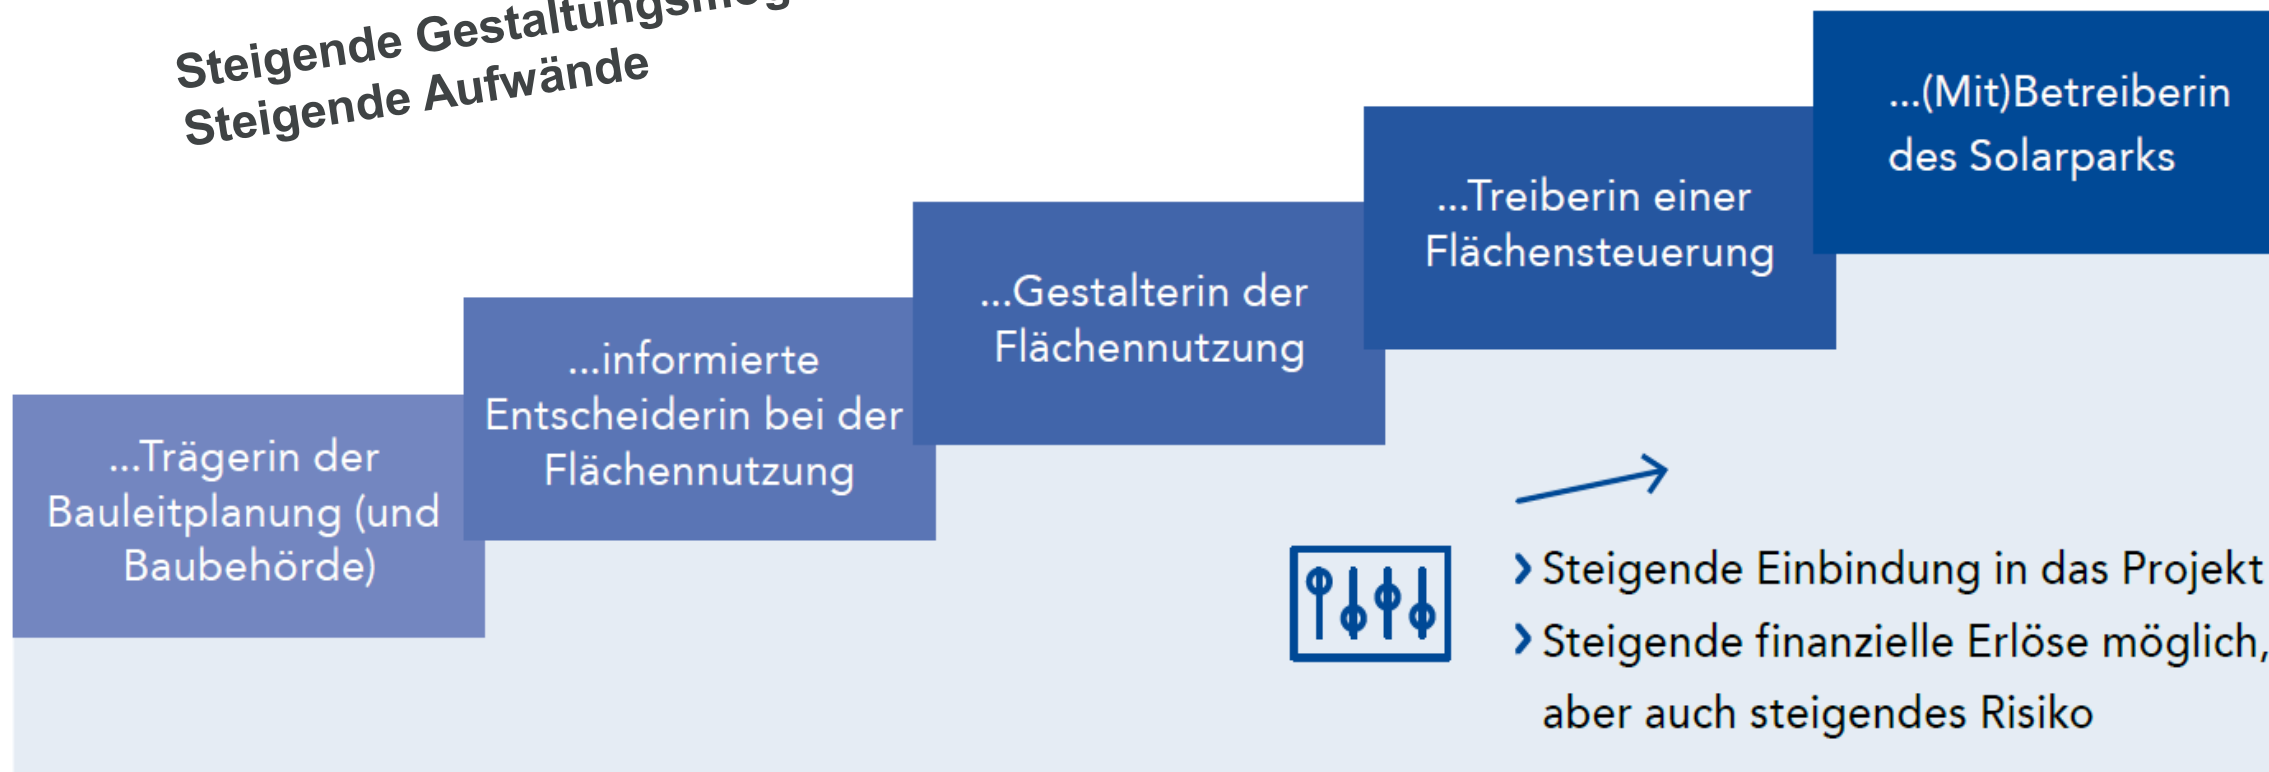 Steigende
Steigende Aufwände
...(Mit)Betreiberin
des Solarparks
...Treiberin einer
Flächensteuerung
...Gestalterin der
Flächennutzung
...informierte
Entscheiderin bei der
Flächennutzung
...Trägerin der
Bauleitplanung (und
Baubehörde)
Steigende Einbindung in das Projekt
Steigende finanzielle Erlöse möglich,
aber auch steigendes Risiko